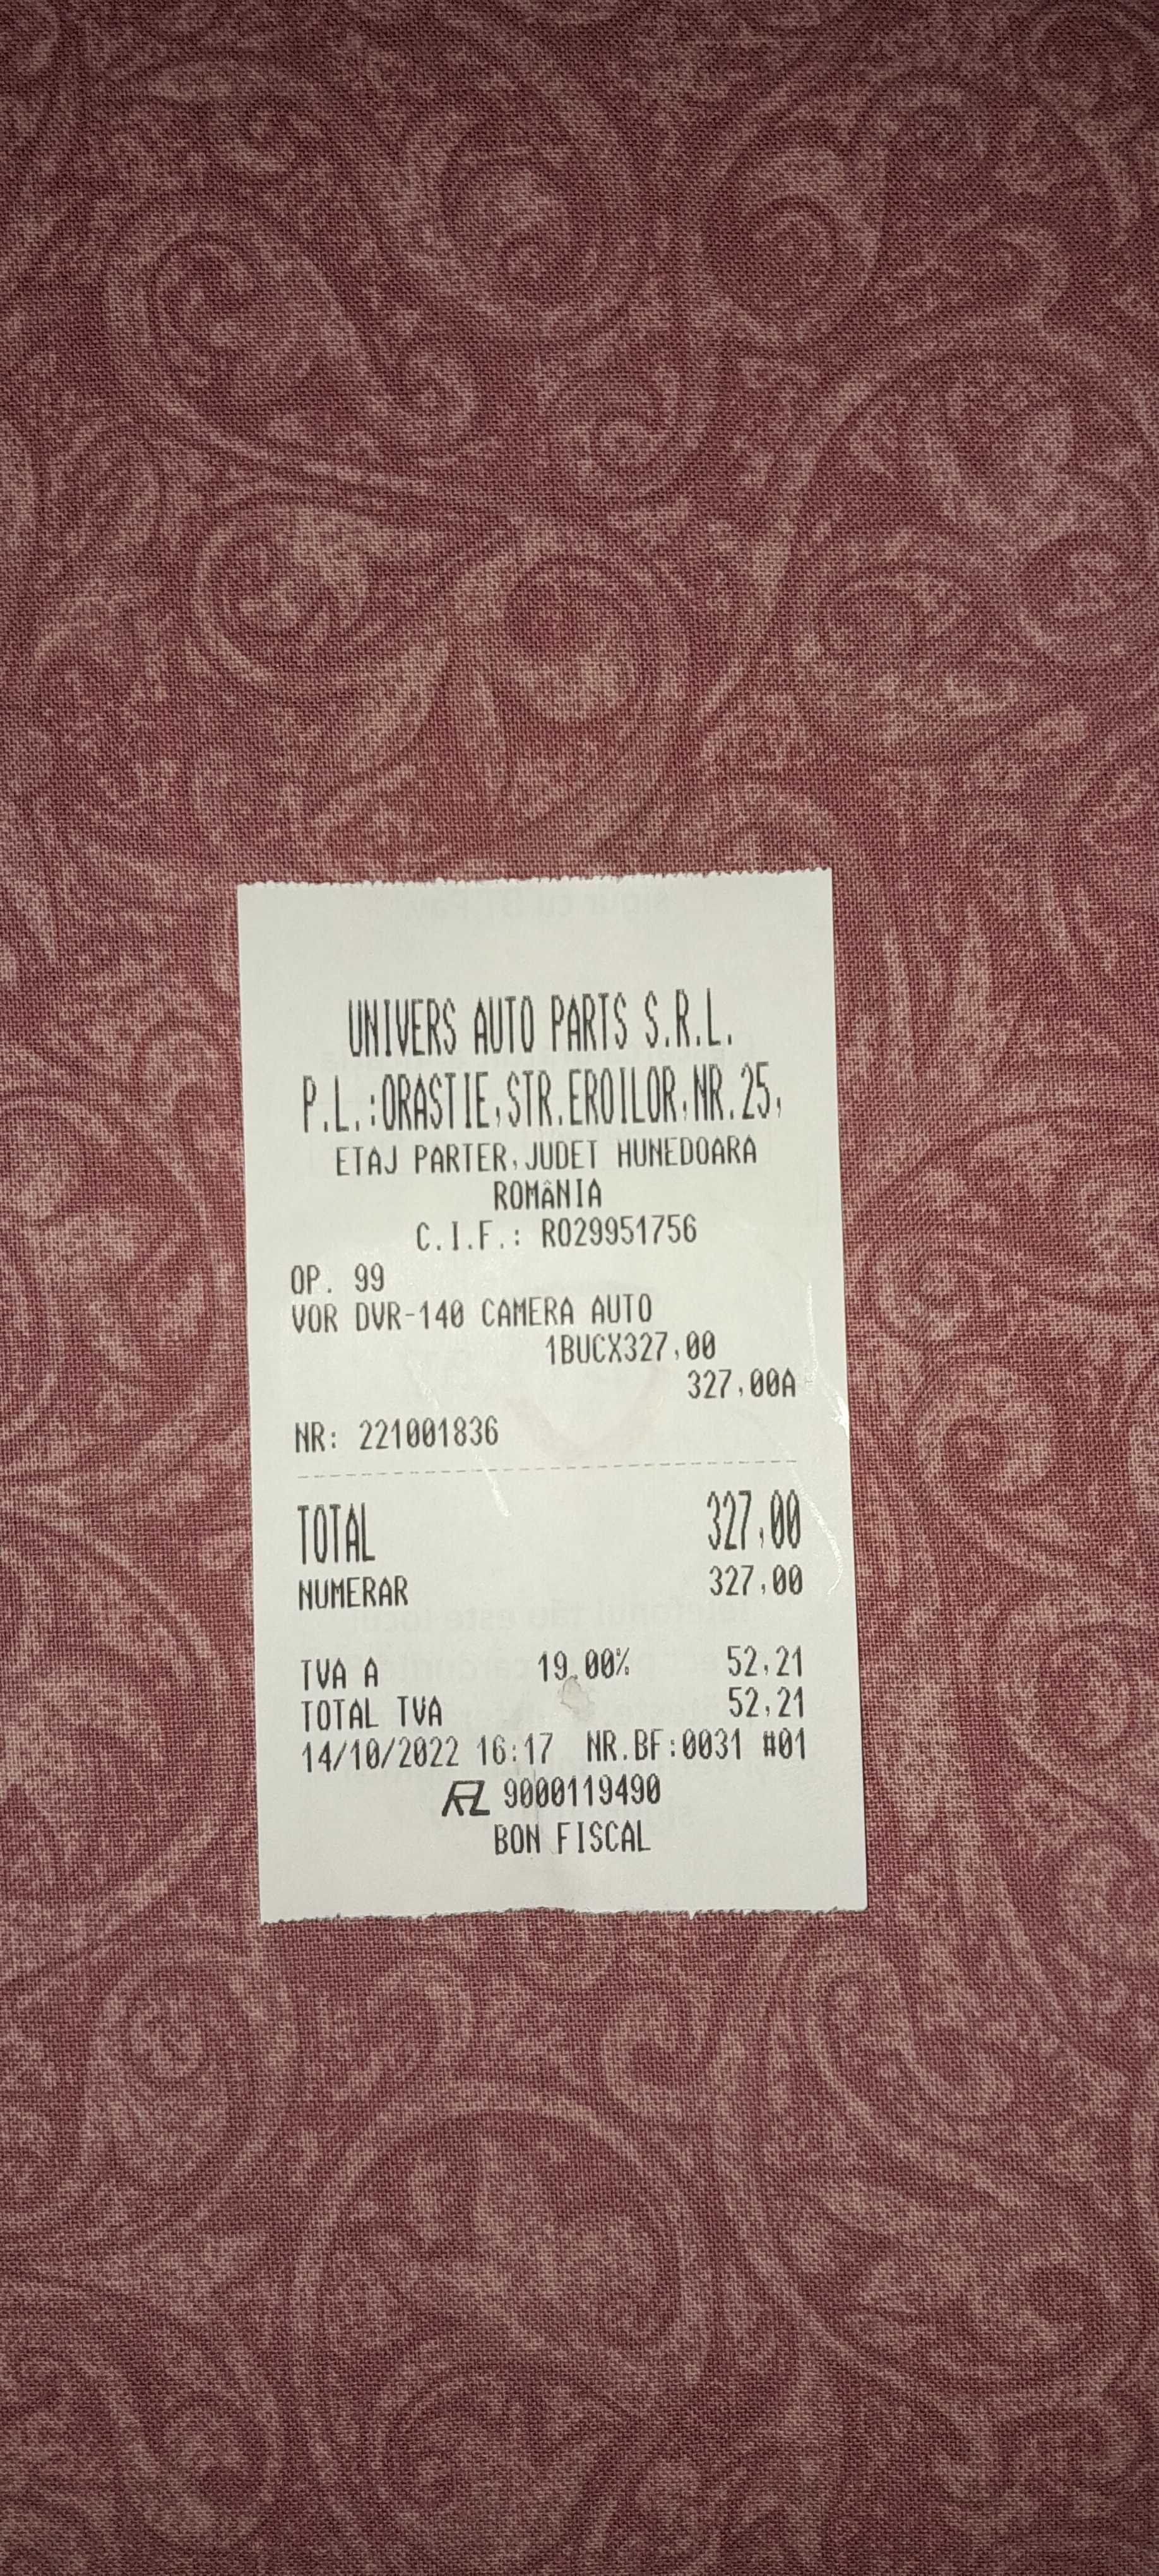 UNIVERS AUTO PARTS S.R.L.
P.L.:ORASTIE,STR.EROILOR,NR.25,
ETAJ PARTER,JUDET HUNEDOARA
ROMâNIA
C.I.F.: RO29951756
OP. 99
VOR DVR-140 CAMERA AUTO
1BUCX327,00
327,00A
NR: 221001836
TOTAL 327,00
NUMERAR 327,00
TVA A 19.00% 52,21
TOTAL TVA 52,21
14/10/2022 16:17 NR.BF:0031 #01
9000119490
BON FISCAL